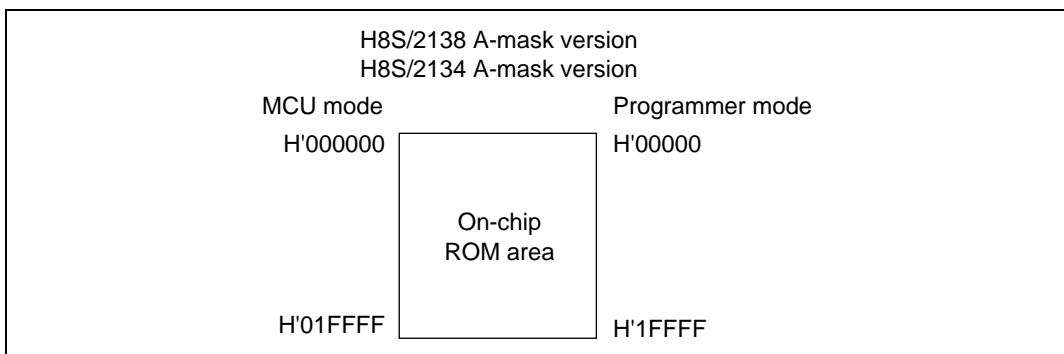 H8S/2138 A-mask version
H8S/2134 A-mask version
MCU mode
Programmer mode
H'000000
H'00000
On-chip
ROM area
H'01FFFF
H'1FFFF